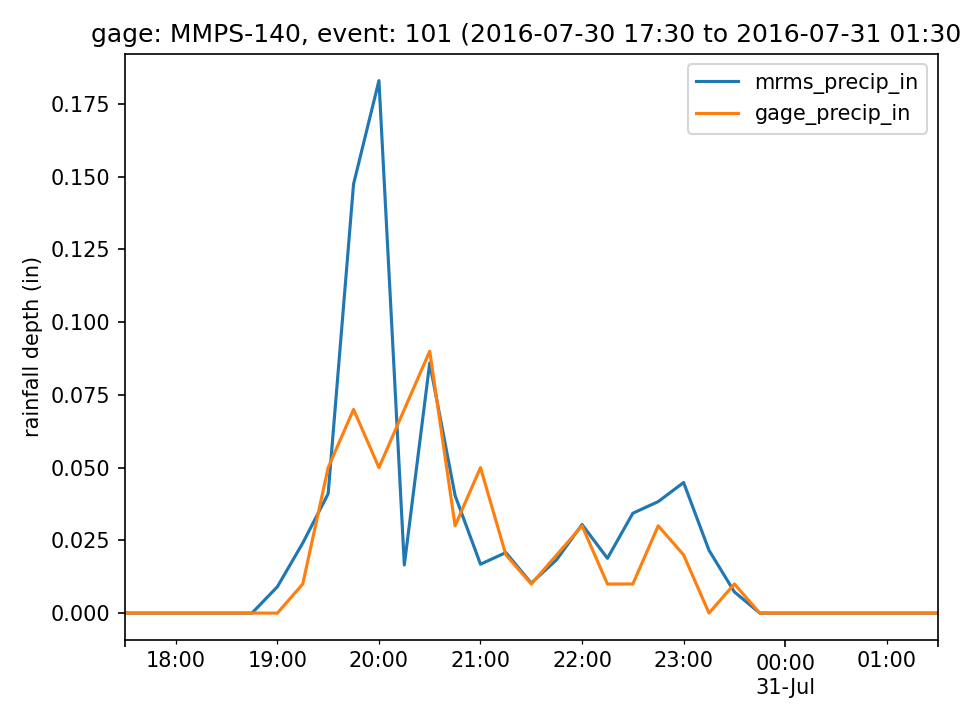 gage: MMPS-140, event: 101 (2016-07-30 17:30 to 2016-07-31 01:30
mrms_precip_in
gage_precip_in
0.175
0.150
0.125
0.100
0.075
0.050
0.025
0.000
rainfall depth (in)
18:00 19:00 20:00 21:00 22:00 23:00 00:00 01:00
31-Jul